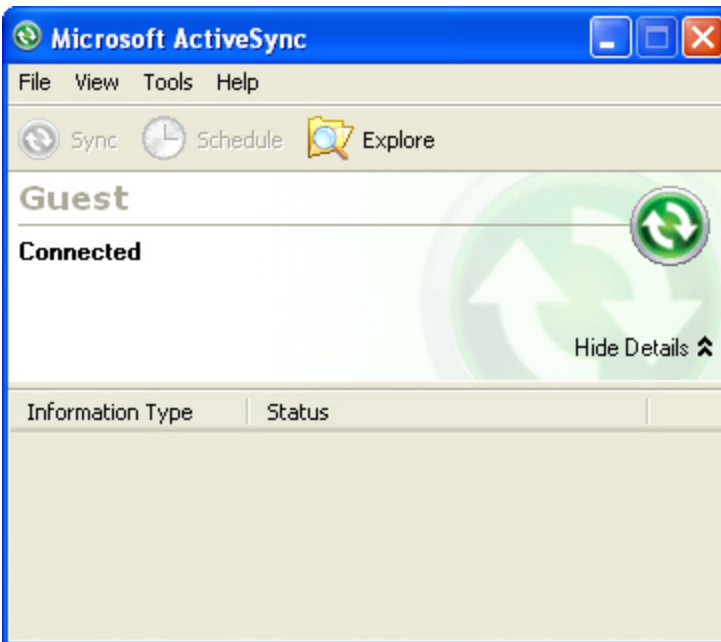 Microsoft ActiveSync
File View Tools Help
Sync Schedule Explore
Guest
Connected
Hide Details
Information Type Status